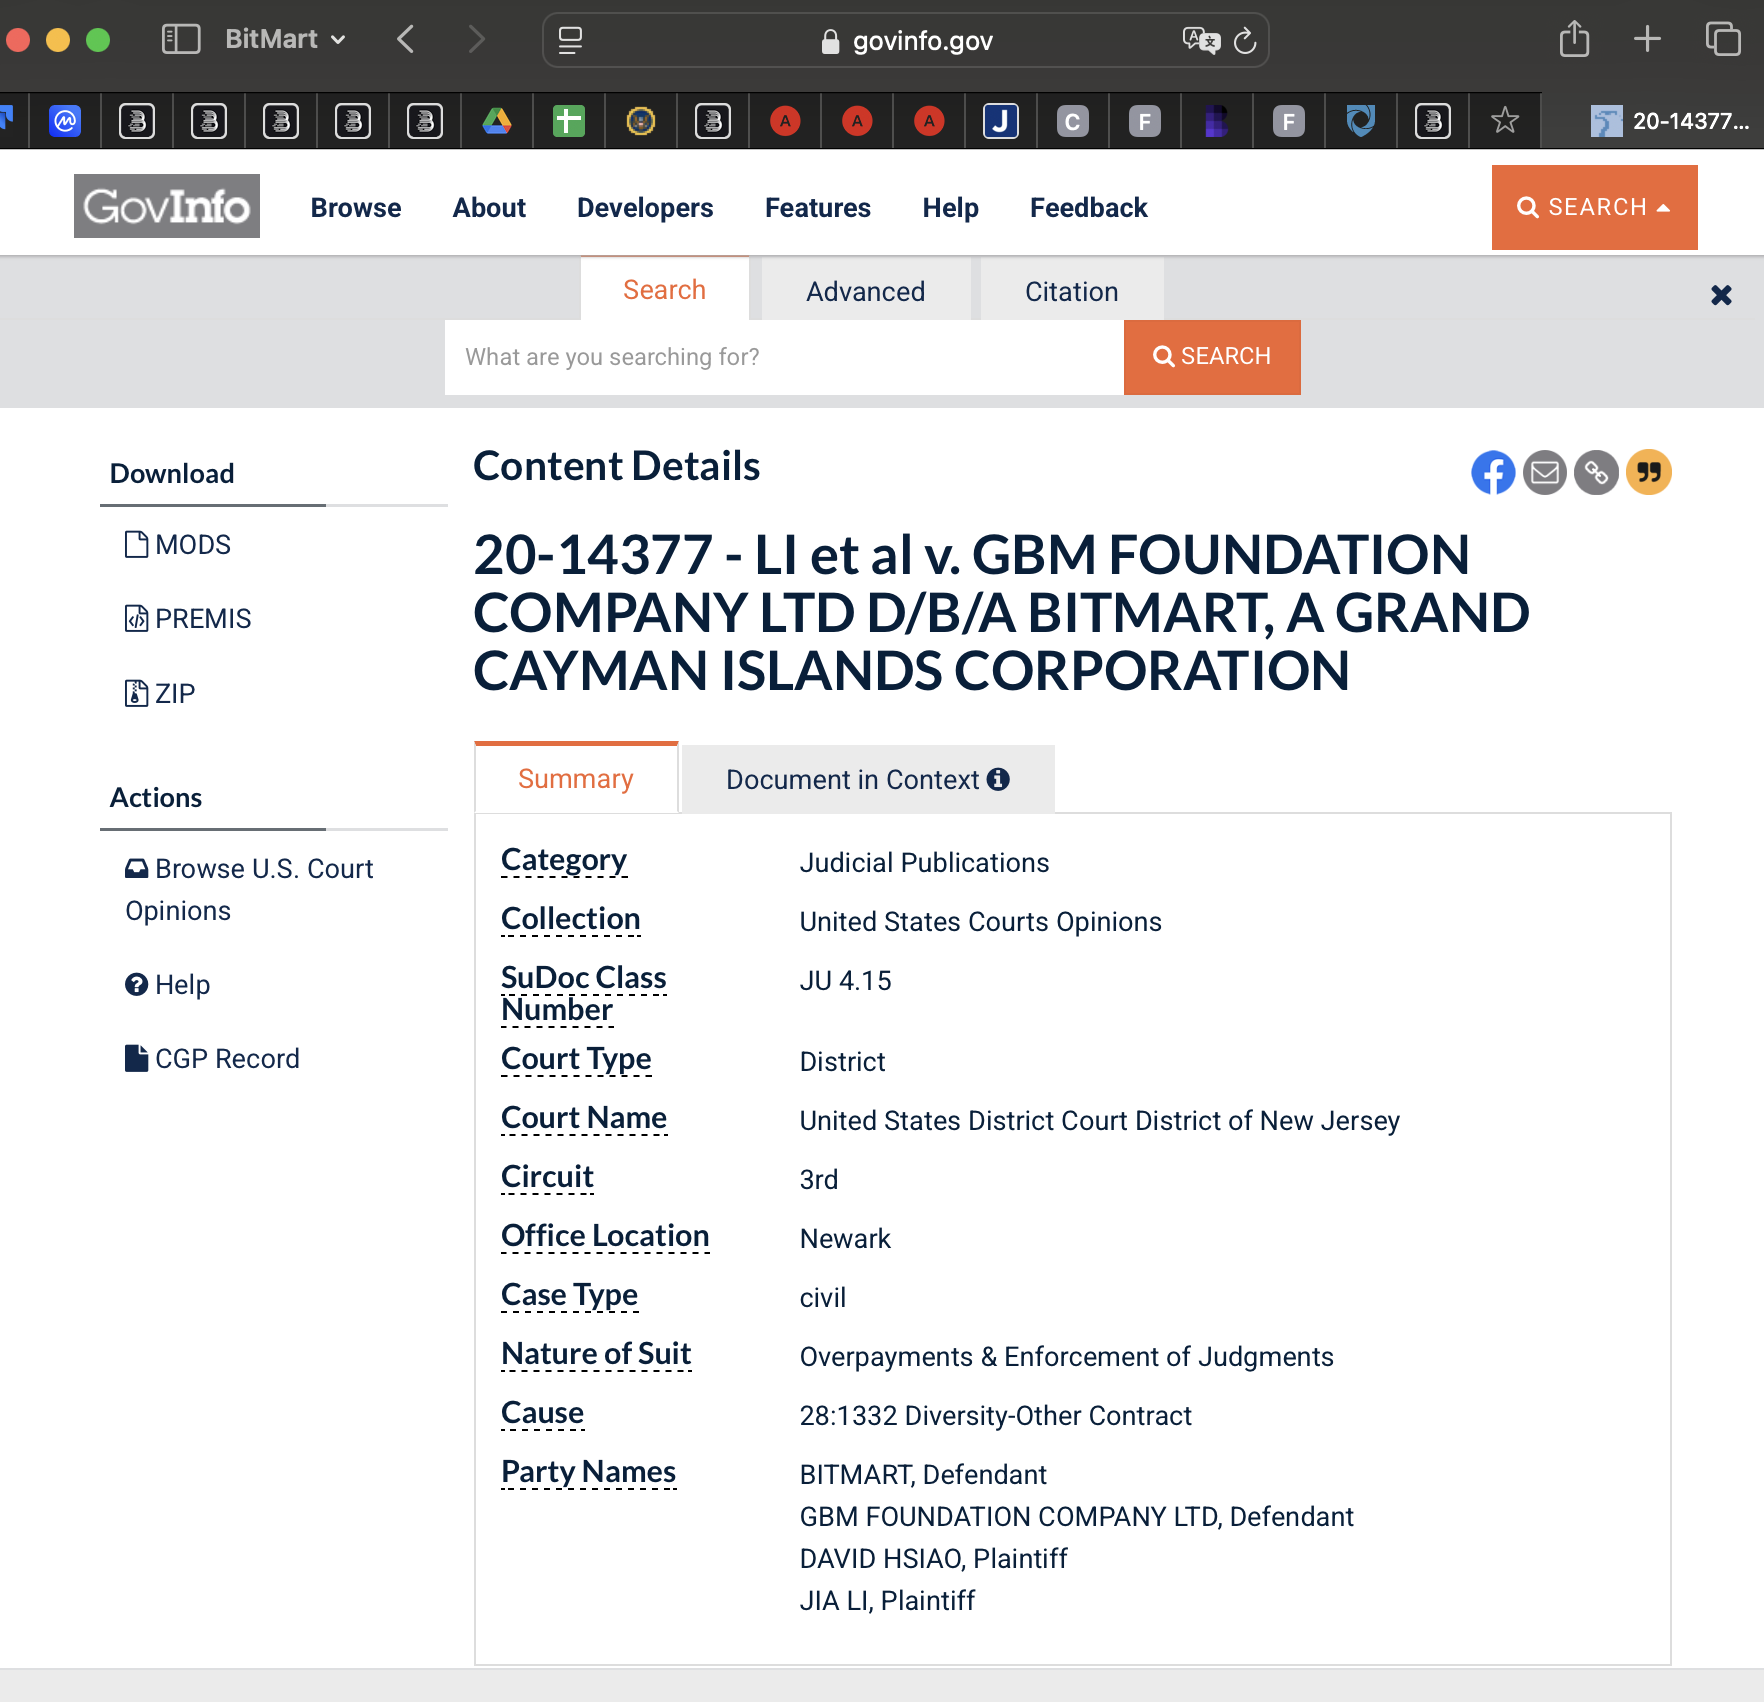 BitMart
govinfo.gov
20-14377...
GovInfo
Browse
About
Developers
Features
Help
Feedback
SEARCH
Search
Advanced
Citation
What are you searching for?
SEARCH
Download
MODS
PREMIS
ZIP
Actions
Browse U.S. Court
Opinions
Help
CGP Record
Content Details
20-14377 - LI et al v. GBM FOUNDATION
COMPANY LTD D/B/A BITMART, A GRAND
CAYMAN ISLANDS CORPORATION
Summary
Document in Context
Category
Judicial Publications
Collection
United States Courts Opinions
SuDoc Class
Number
JU 4.15
Court Type
District
Court Name
United States District Court District of New Jersey
Circuit
3rd
Office Location
Newark
Case Type
civil
Nature of Suit
Overpayments & Enforcement of Judgments
Cause
28:1332 Diversity-Other Contract
Party Names
BITMART, Defendant
GBM FOUNDATION COMPANY LTD, Defendant
DAVID HSIAO, Plaintiff
JIA LI, Plaintiff